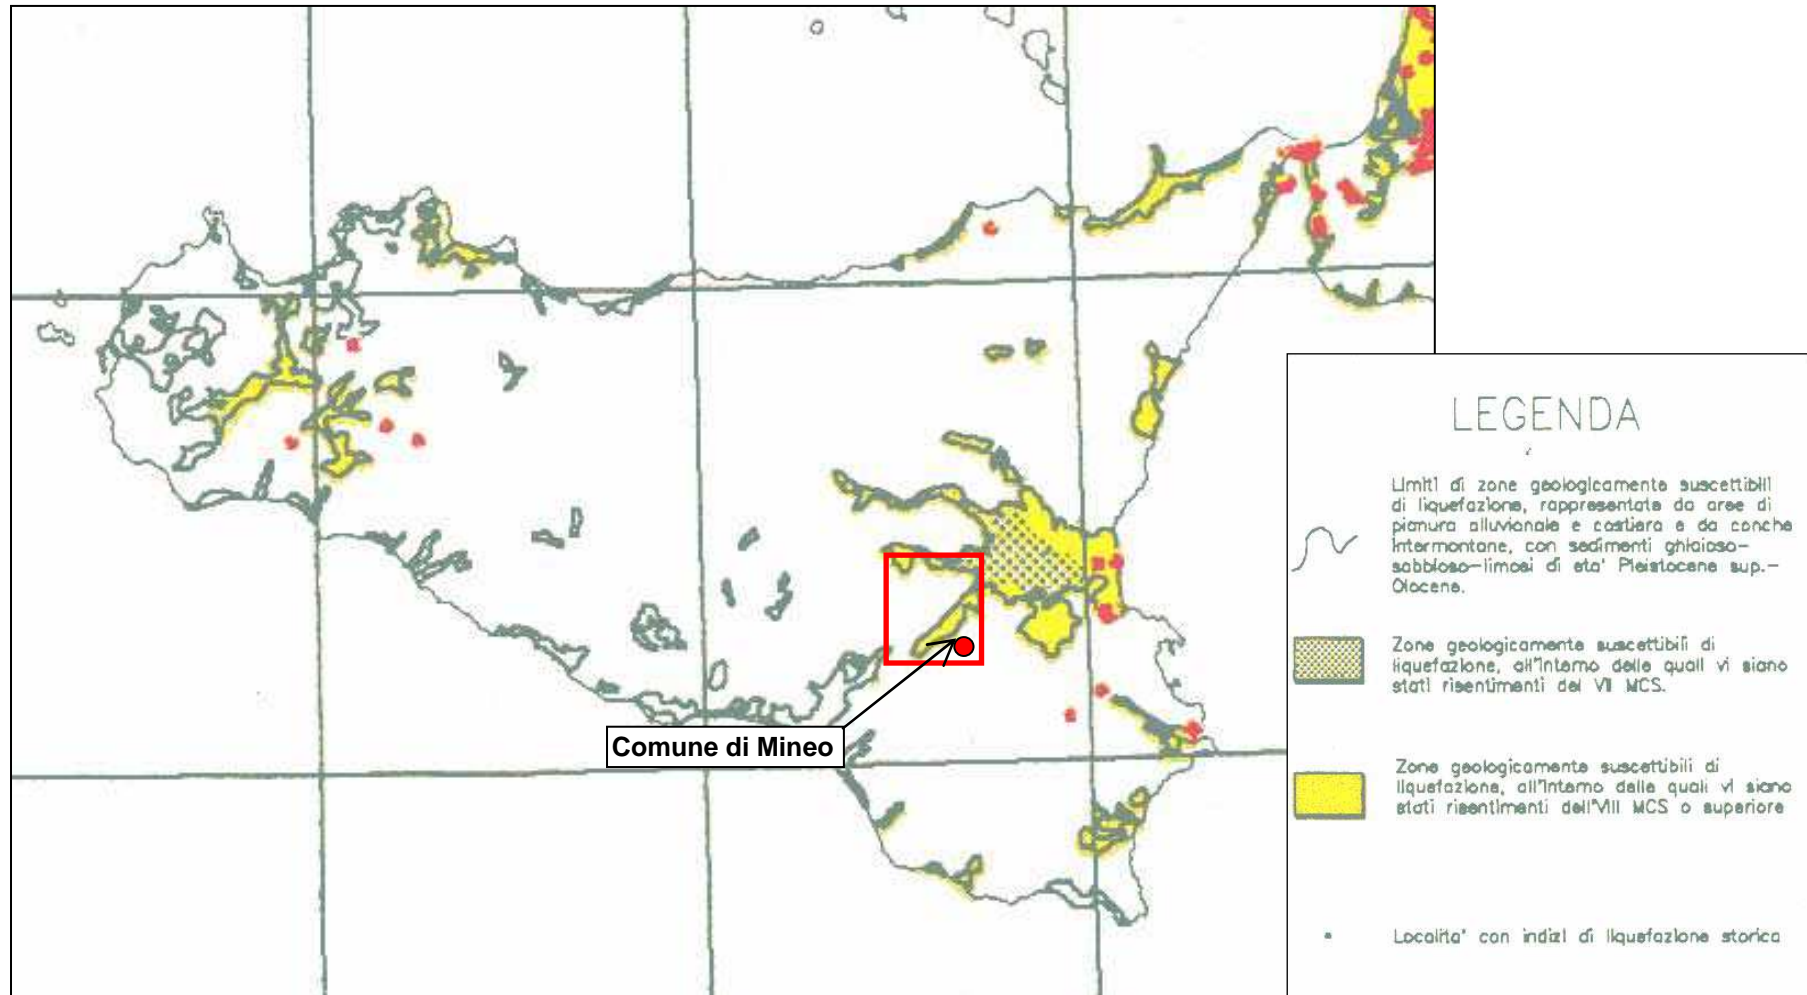 Comune di Mineo
LEGENDA
Limiti di zone geologicamente suscettibili
di liquefazione, rappresentate da aree di
pianura alluvionale e costiera e da conche
intermontane, con sedimenti ghiaioso-
sabbioso-limosi di eta' Pleistocene sup.-
Olocene.
Zone geologicamente suscettibili di
liquefazione, all'interno delle quali vi siano
stati risentimenti del VII MCS.
Zone geologicamente suscettibili di
liquefazione, all'interno delle quali vi siano
stati risentimenti dell'VIII MCS o superiore
Localita' con indizi di liquefazione storica